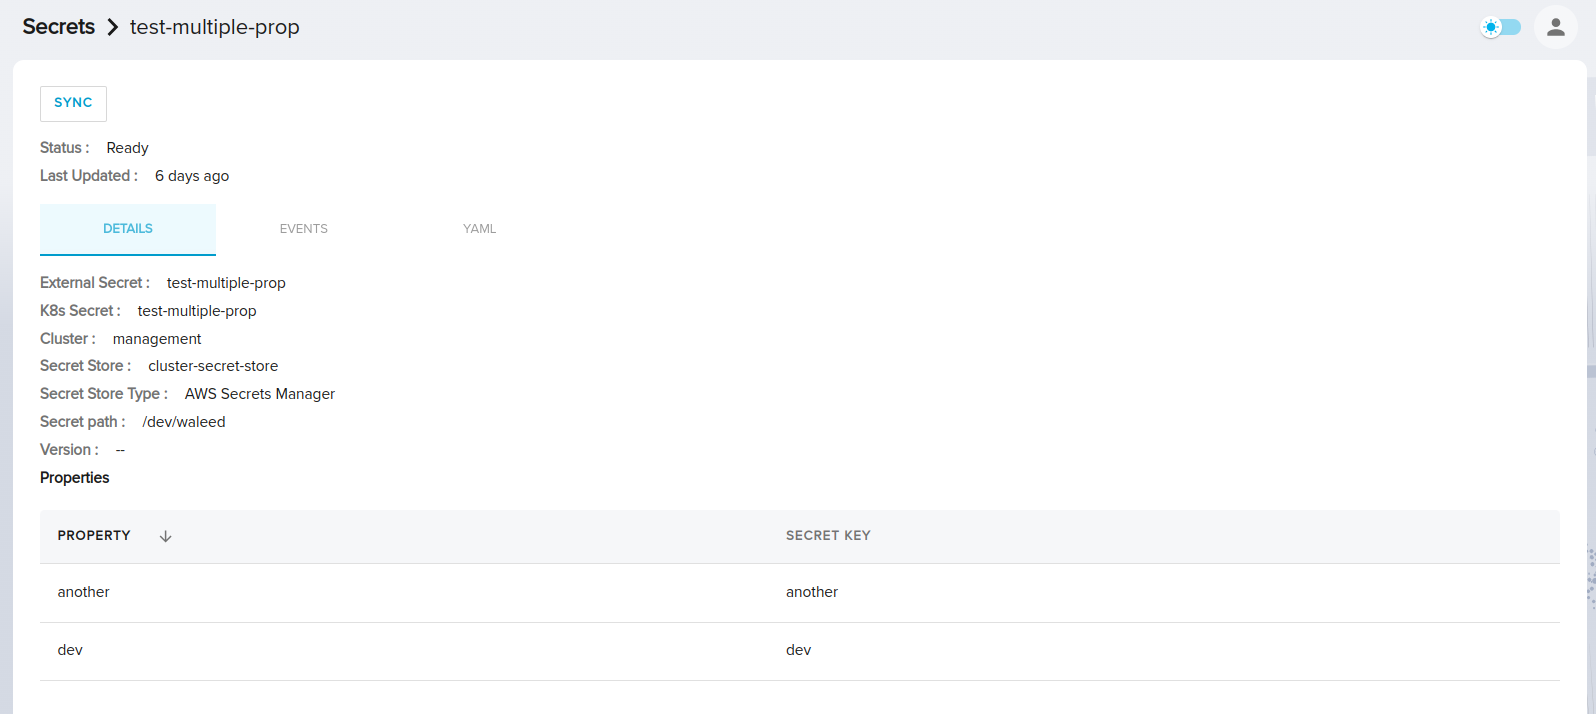 Secrets > test-multiple-prop
SYNC
Status : Ready
Last Updated : 6 days ago
DETAILS EVENTS YAML
External Secret : test-multiple-prop
K8s Secret : test-multiple-prop
Cluster : management
Secret Store : cluster-secret-store
Secret Store Type : AWS Secrets Manager
Secret path : /dev/waleed
Version : --
Properties
PROPERTY SECRET KEY
another another
dev dev